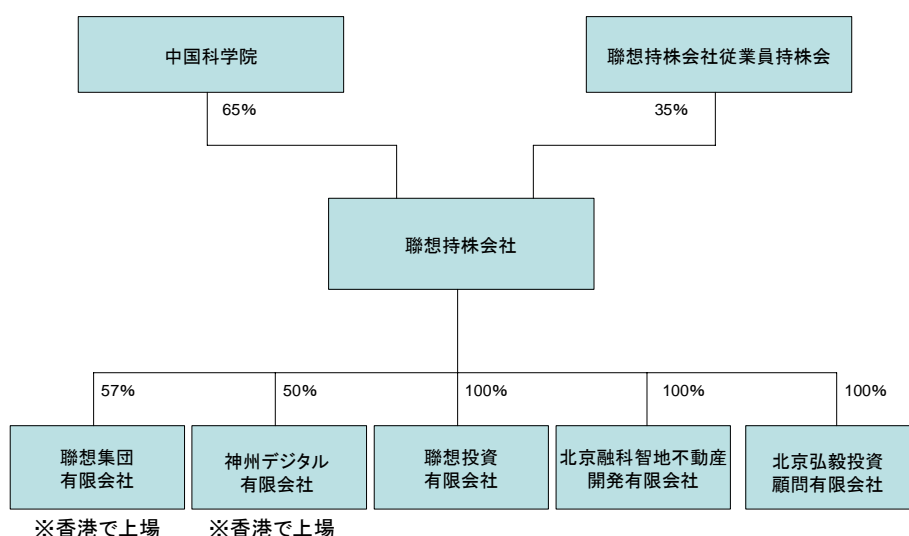 中国科学院
聯想持株会社従業員持株会
65%
35%
聯想持株会社
57%
50%
100%
100%
100%
聯想集団
有限会社
神州デジタル
有限会社
聯想投資
有限会社
北京融科智地不動産
開発有限会社
北京弘毅投資
顧問有限会社
※香港で上場
※香港で上場